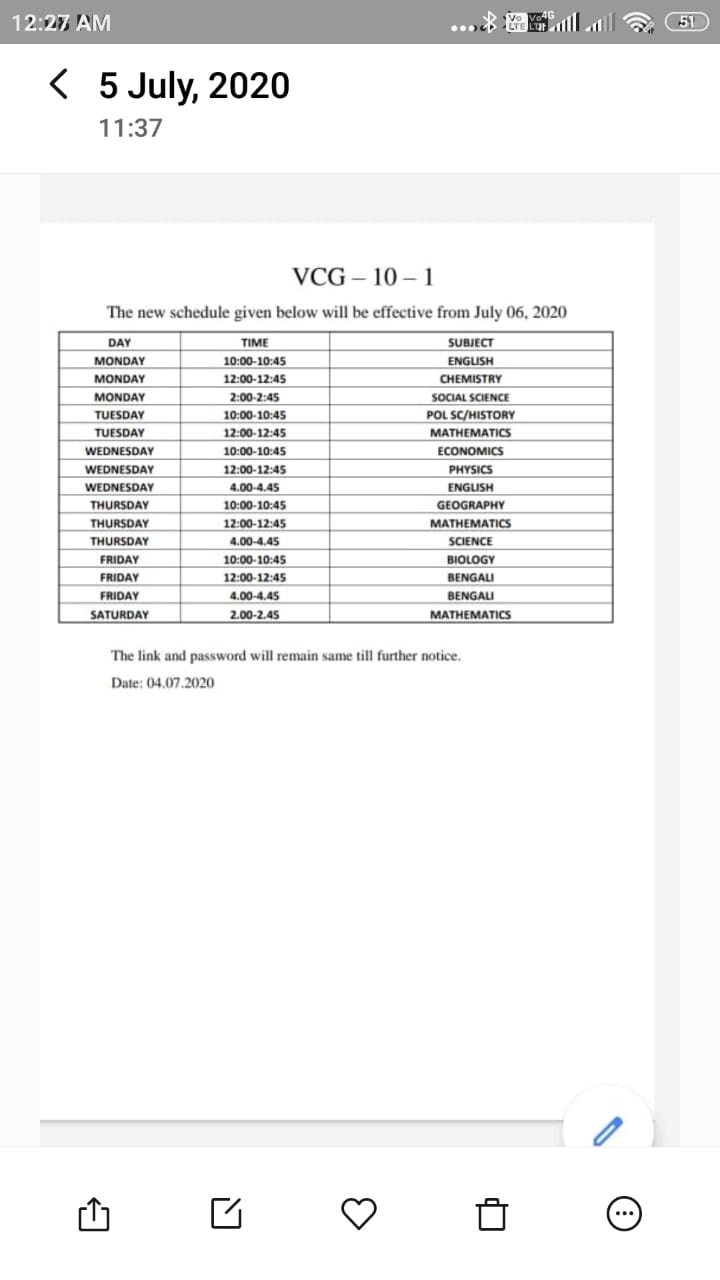 12:27 AM
Vo LTE Vo 4G LTE 51
5 July, 2020
11:37
VCG – 10 – 1
The new schedule given below will be effective from July 06, 2020
DAY TIME SUBJECT
MONDAY 10:00-10:45 ENGLISH
MONDAY 12:00-12:45 CHEMISTRY
MONDAY 2:00-2:45 SOCIAL SCIENCE
TUESDAY 10:00-10:45 POL SC/HISTORY
TUESDAY 12:00-12:45 MATHEMATICS
WEDNESDAY 10:00-10:45 ECONOMICS
WEDNESDAY 12:00-12:45 PHYSICS
WEDNESDAY 4.00-4.45 ENGLISH
THURSDAY 10:00-10:45 GEOGRAPHY
THURSDAY 12:00-12:45 MATHEMATICS
THURSDAY 4.00-4.45 SCIENCE
FRIDAY 10:00-10:45 BIOLOGY
FRIDAY 12:00-12:45 BENGALI
FRIDAY 4.00-4.45 BENGALI
SATURDAY 2.00-2.45 MATHEMATICS
The link and password will remain same till further notice.
Date: 04.07.2020